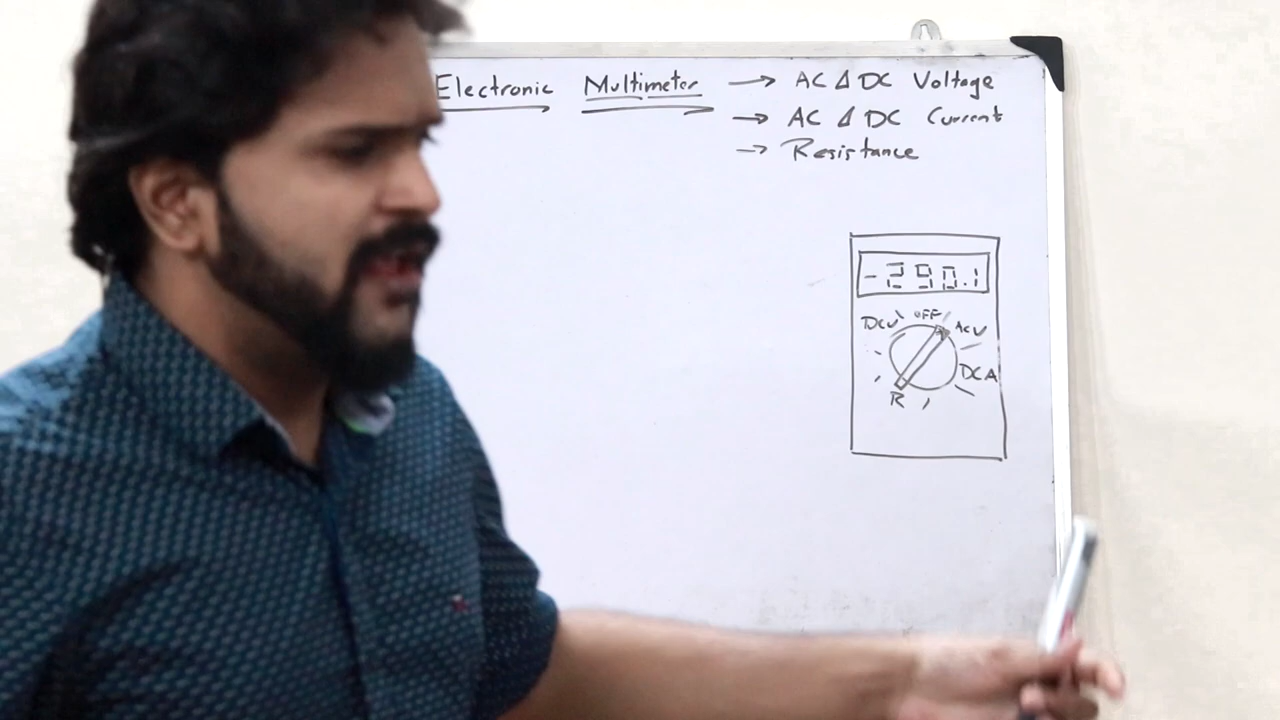 Electronic Multimeter → AC Δ DC Voltage
→ AC Δ DC Current
→ Resistance
-290.1
DCV OFF ACV
DCA
R